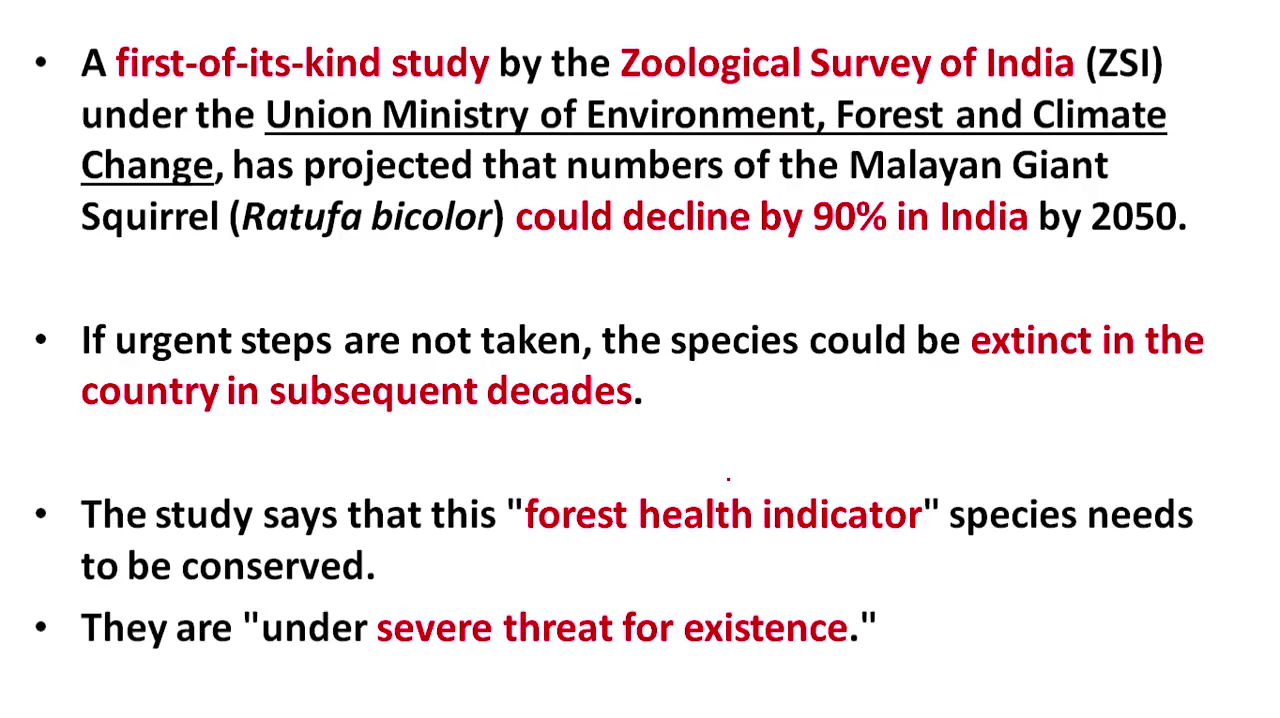 • A first-of-its-kind study by the Zoological Survey of India (ZSI)
under the Union Ministry of Environment, Forest and Climate
Change, has projected that numbers of the Malayan Giant
Squirrel (Ratufa bicolor) could decline by 90% in India by 2050.
• If urgent steps are not taken, the species could be extinct in the
country in subsequent decades.
• The study says that this "forest health indicator" species needs
to be conserved.
• They are "under severe threat for existence."